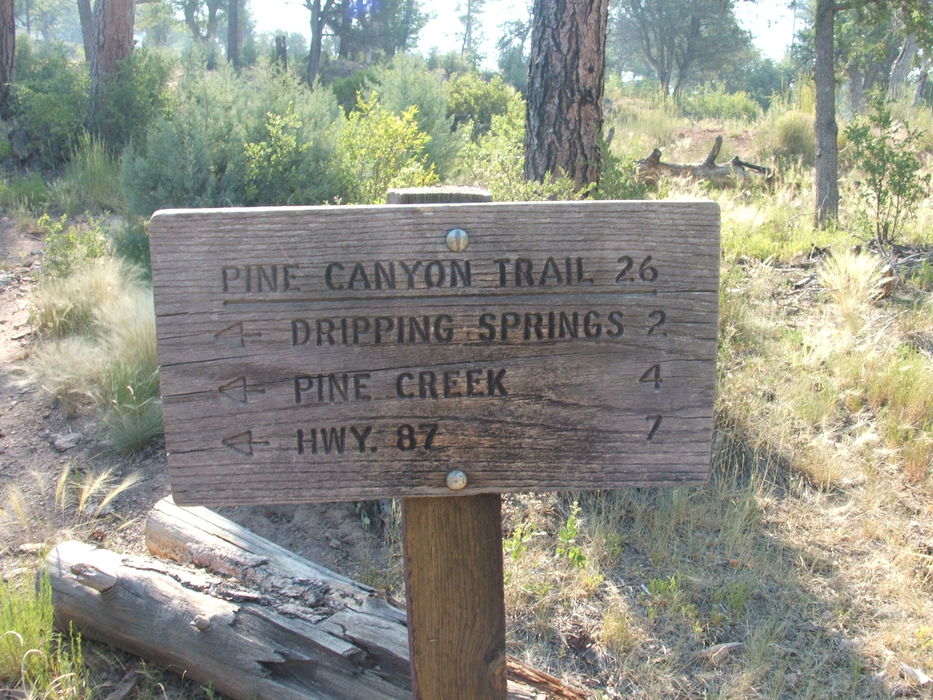 PINE CANYON TRAIL 26
← DRIPPING SPRINGS 2
← PINE CREEK 4
← HWY. 87 7